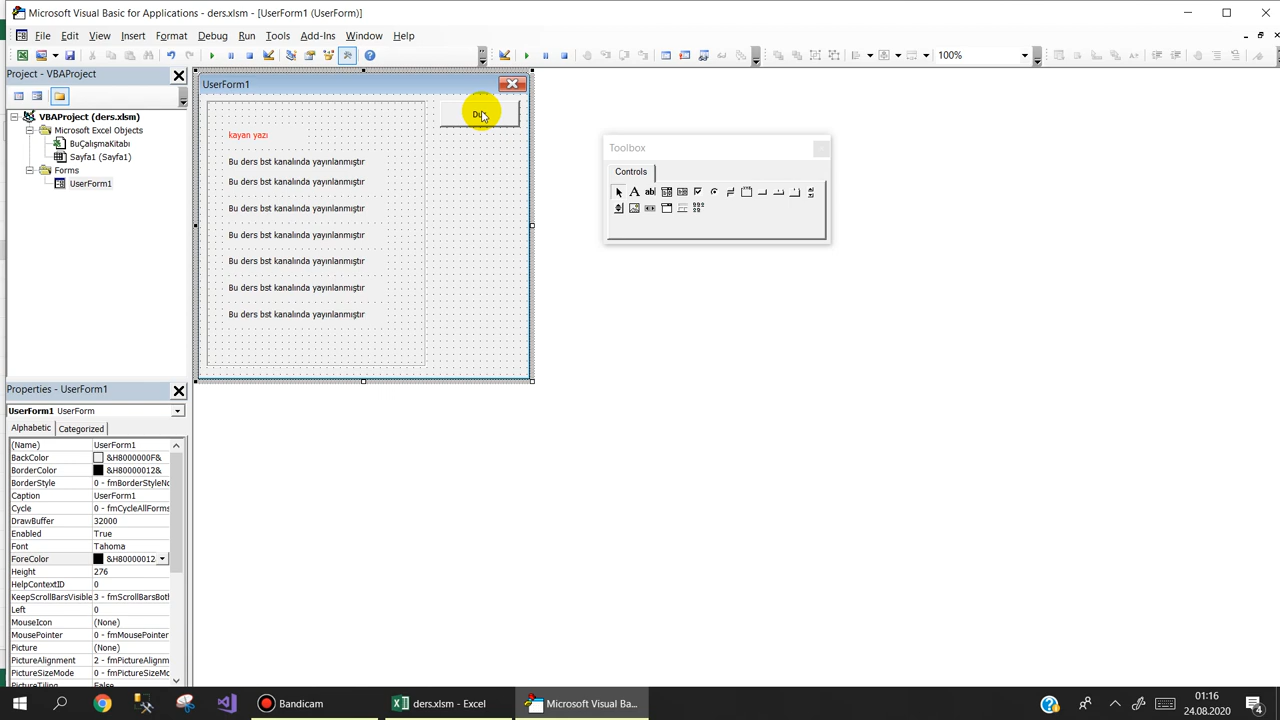 Microsoft Visual Basic for Applications - ders.xlsm - [UserForm1 (UserForm)]
File Edit View Insert Format Debug Run Tools Add-Ins Window Help
100%
Project - VBAProject
VBAProject (ders.xlsm)
Microsoft Excel Objects
BuÇalışmaKitabı
Sayfa1 (Sayfa1)
Forms
UserForm1
UserForm1
kayan yazı
Bu ders bst kanalında yayınlanmıştır
Bu ders bst kanalında yayınlanmıştır
Bu ders bst kanalında yayınlanmıştır
Bu ders bst kanalında yayınlanmıştır
Bu ders bst kanalında yayınlanmıştır
Bu ders bst kanalında yayınlanmıştır
Bu ders bst kanalında yayınlanmıştır
Toolbox
Controls
Properties - UserForm1
UserForm1 UserForm
Alphabetic Categorized
(Name) UserForm1
BackColor &H8000000F&
BorderColor &H80000012&
BorderStyle 0 - fmBorderStyleNo
Caption UserForm1
Cycle 0 - fmCycleAllForms
DrawBuffer 32000
Enabled True
Font Tahoma
ForeColor &H80000012
Height 276
HelpContextID 0
KeepScrollBarsVisible 3 - fmScrollBarsBoth
Left 0
MouseIcon (None)
MousePointer 0 - fmMousePointer
Picture (None)
PictureAlignment 2 - fmPictureAlignm
PictureSizeMode 0 - fmPictureSizeMo
PictureTiling False
Bandicam
ders.xlsm - Excel
Microsoft Visual Ba...
01:16
24.08.2020
4